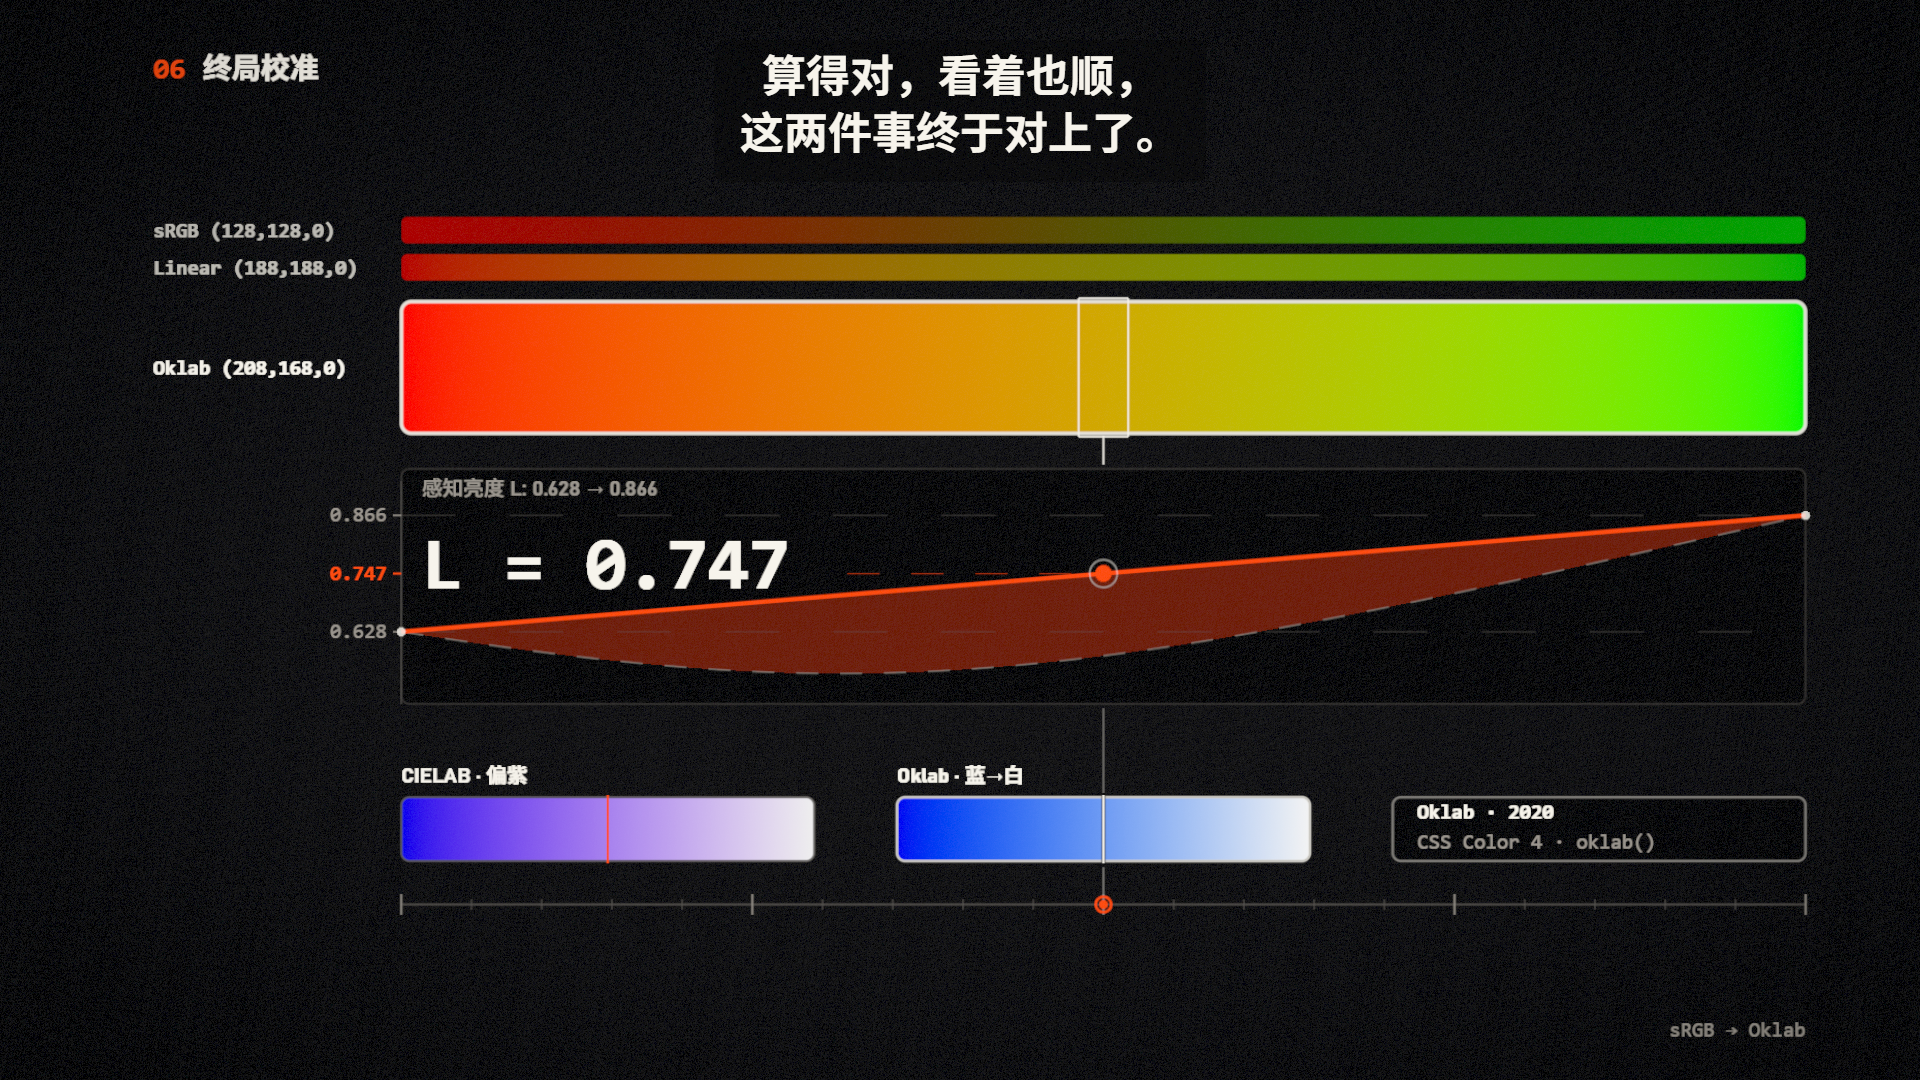 06 终局校准
算得对，看着也顺，
这两件事终于对上了。
sRGB (128,128,0)
Linear (188,188,0)
Oklab (208,168,0)
感知亮度 L: 0.628 → 0.866
0.866
L = 0.747
0.747
0.628
CIELAB · 偏紫
Oklab · 蓝→白
Oklab · 2020
CSS Color 4 · oklab()
sRGB → Oklab